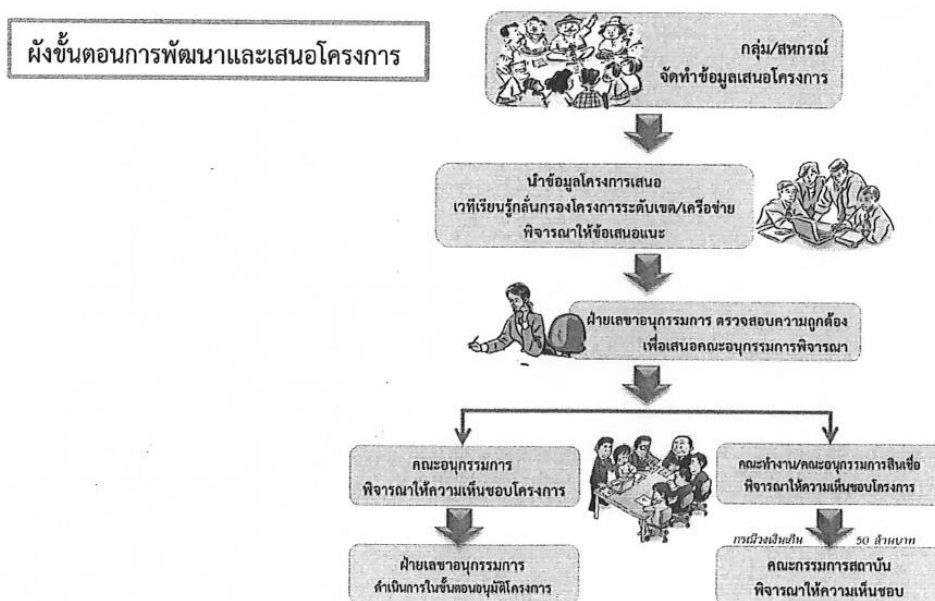 ผังขั้นตอนการพัฒนาและเสนอโครงการ
กลุ่ม/สหกรณ์
จัดทำข้อมูลเสนอโครงการ
นำข้อมูลโครงการเสนอ
เวทีเรียนรู้กลั่นกรองโครงการระดับเขต/เครือข่าย
พิจารณาให้ข้อเสนอแนะ
ฝ่ายเลขาอนุกรรมการ ตรวจสอบความถูกต้อง
เพื่อเสนอคณะอนุกรรมการพิจารณา
คณะอนุกรรมการ
พิจารณาให้ความเห็นชอบโครงการ
คณะทำงาน/คณะอนุกรรมการสินเชื่อ
พิจารณาให้ความเห็นชอบโครงการ
กรณีวงเงินเกิน 50 ล้านบาท
ฝ่ายเลขาอนุกรรมการ
ดำเนินการในขั้นตอนอนุมัติโครงการ
คณะกรรมการสถาบัน
พิจารณาให้ความเห็นชอบ